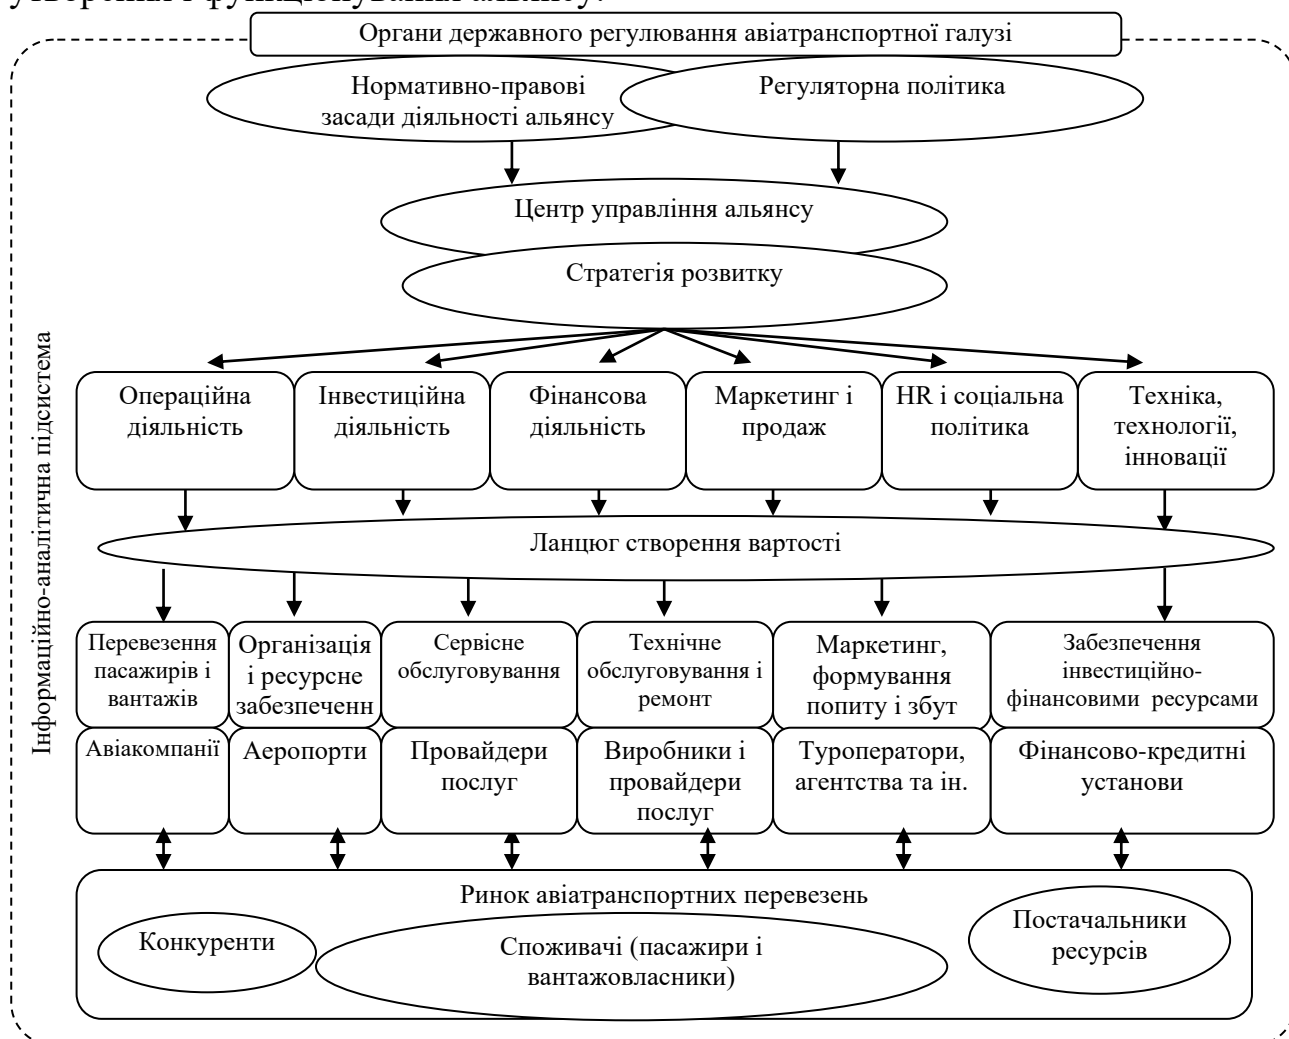 утворення і функціонування альянсу.
Органи державного регулювання авіатранспортної галузі
Нормативно-правові
засади діяльності альянсу
Регуляторна політика
Центр управління альянсу
Стратегія розвитку
Інформаційно-аналітична підсистема
Операційна
діяльність
Інвестиційна
діяльність
Фінансова
діяльність
Маркетинг і
продаж
HR і соціальна
політика
Техніка,
технології,
інновації
Ланцюг створення вартості
Перевезення
пасажирів і
вантажів
Організація
і ресурсне
забезпеченн
Сервісне
обслуговування
Технічне
обслуговування і
ремонт
Маркетинг,
формування
попиту і збут
Забезпечення
інвестиційно-
фінансовими ресурсами
Авіакомпанії
Аеропорти
Провайдери
послуг
Виробники і
провайдери
послуг
Туроператори,
агентства та ін.
Фінансово-кредитні
установи
Ринок авіатранспортних перевезень
Конкуренти
Споживачі (пасажири і
вантажовласники)
Постачальники
ресурсів